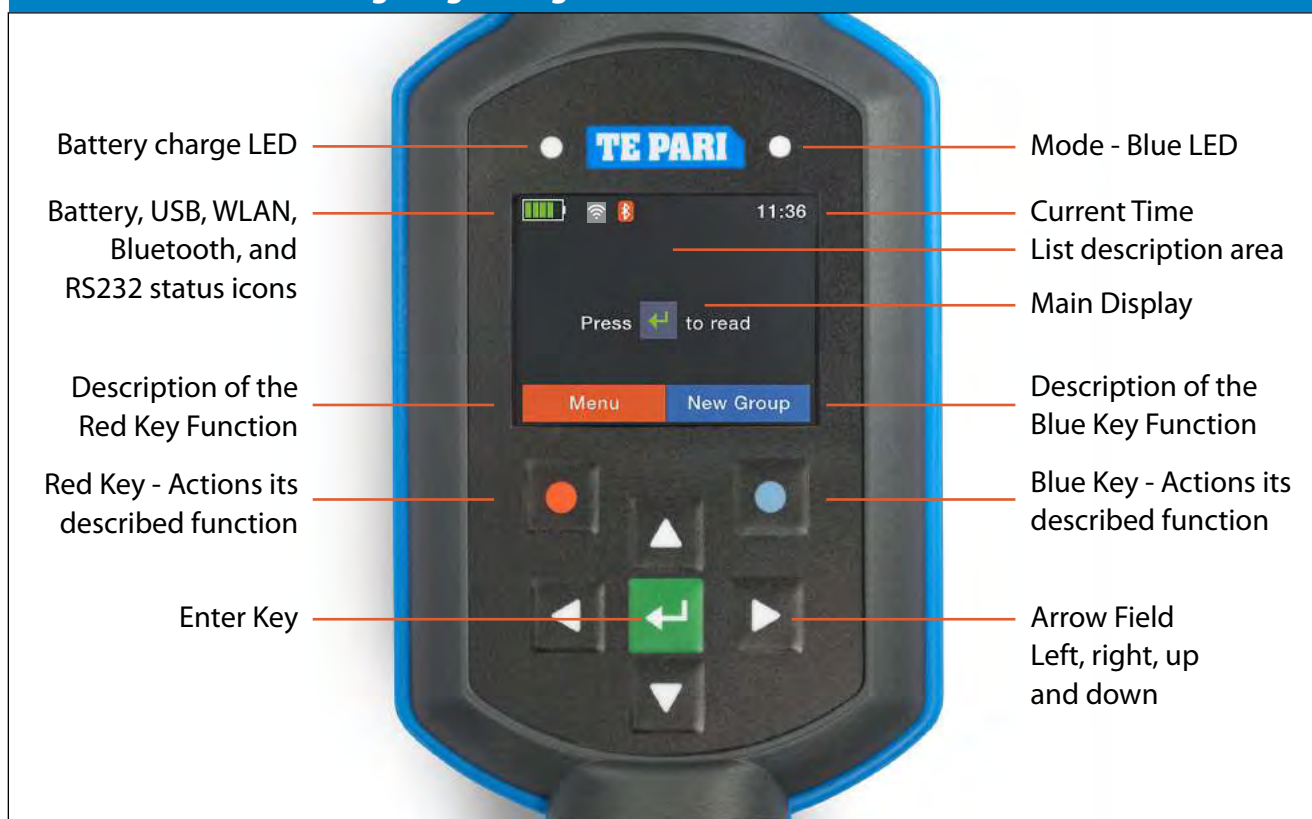 Battery charge LED
TE PARI
Mode - Blue LED
Battery, USB, WLAN,
Bluetooth, and
RS232 status icons
11:36
Current Time
List description area
Press to read
Main Display
Description of the
Red Key Function
Menu
New Group
Description of the
Blue Key Function
Red Key - Actions its
described function
Blue Key - Actions its
described function
Enter Key
Arrow Field
Left, right, up
and down